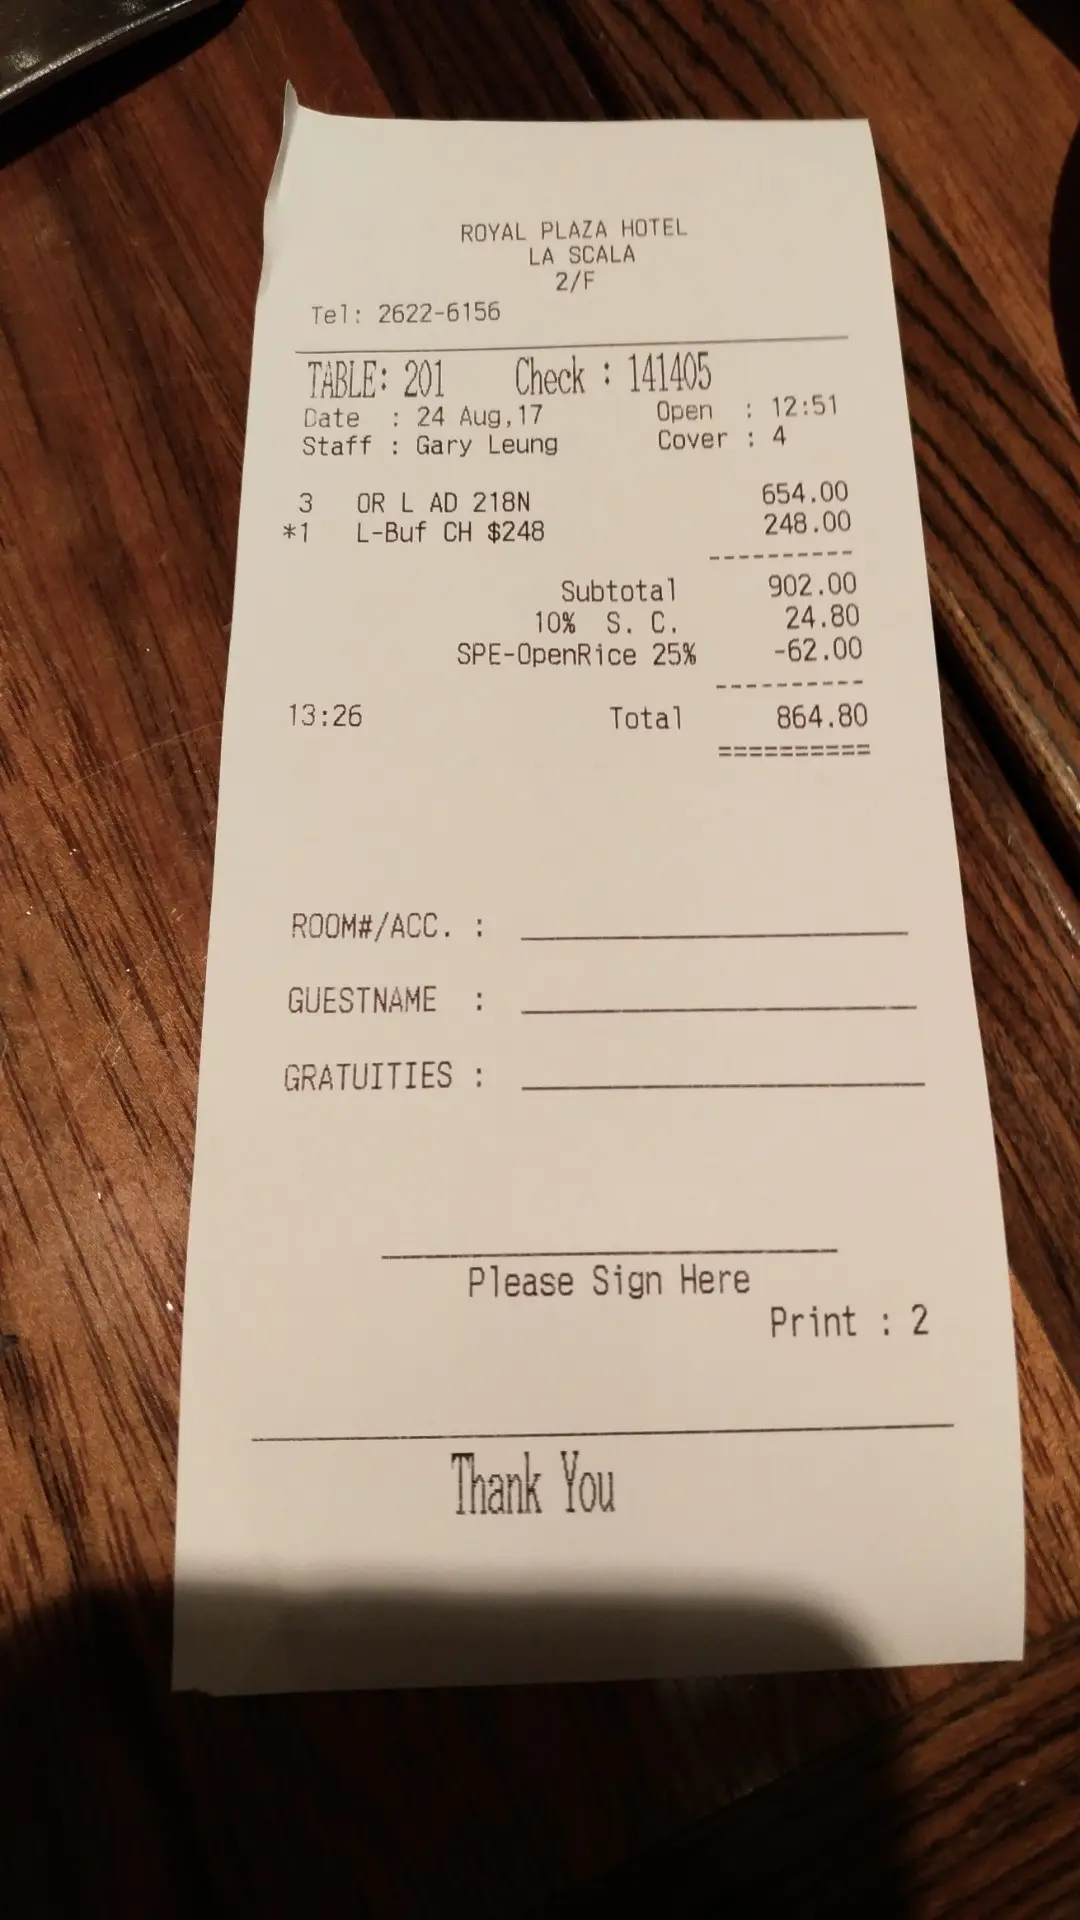 ROYAL PLAZA HOTEL
LA SCALA
2/F
Tel: 2622-6156
TABLE: 201 Check : 141405
Date : 24 Aug,17 Open : 12:51
Staff : Gary Leung Cover : 4
3 OR L AD 218N 654.00
*1 L-Buf CH $248 248.00
Subtotal 902.00
10% S. C. 24.80
SPE-OpenRice 25% -62.00
13:26 Total 864.80
ROOM#/ACC. :
GUESTNAME :
GRATUITIES :
Please Sign Here
Print : 2
Thank You